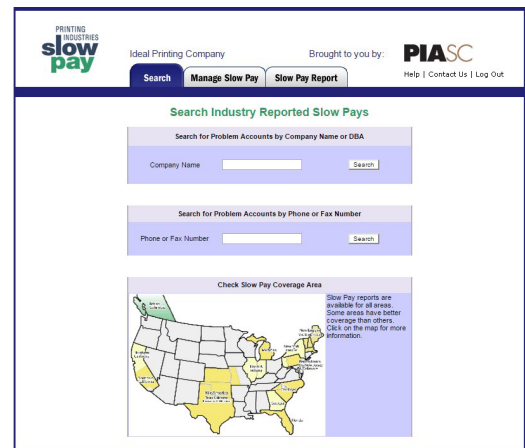 PRINTING
INDUSTRIES
slow
pay
Ideal Printing Company
Brought to you by:
PIASC
Search
Manage Slow Pay
Slow Pay Report
Help | Contact Us | Log Out
Search Industry Reported Slow Pays
Search for Problem Accounts by Company Name or DBA
Company Name
Search
Search for Problem Accounts by Phone or Fax Number
Phone or Fax Number
Search
Check Slow Pay Coverage Area
Slow Pay reports are
available for all areas.
Some areas have better
coverage than others.
Click on the map for more
information.
Florida